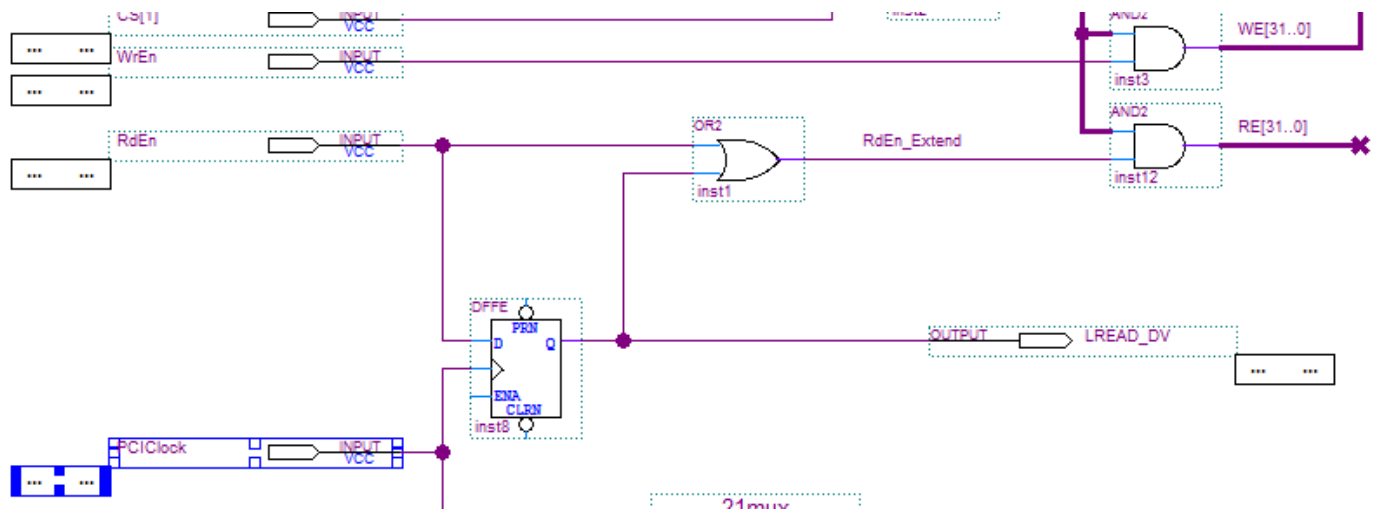 CS[1] INPUT
VCC
inst2
AND2
WE[31..0]
WrEn INPUT
VCC
inst3
AND2
RdEn INPUT
VCC
OR2
RdEn_Extend
RE[31..0]
inst1
inst12
DFFE
PRN
D Q
ENA
CLRN
inst8
OUTPUT LREAD_DV
PCIClock INPUT
VCC
21mux
... ...
... ...
... ...
... ...
... ...